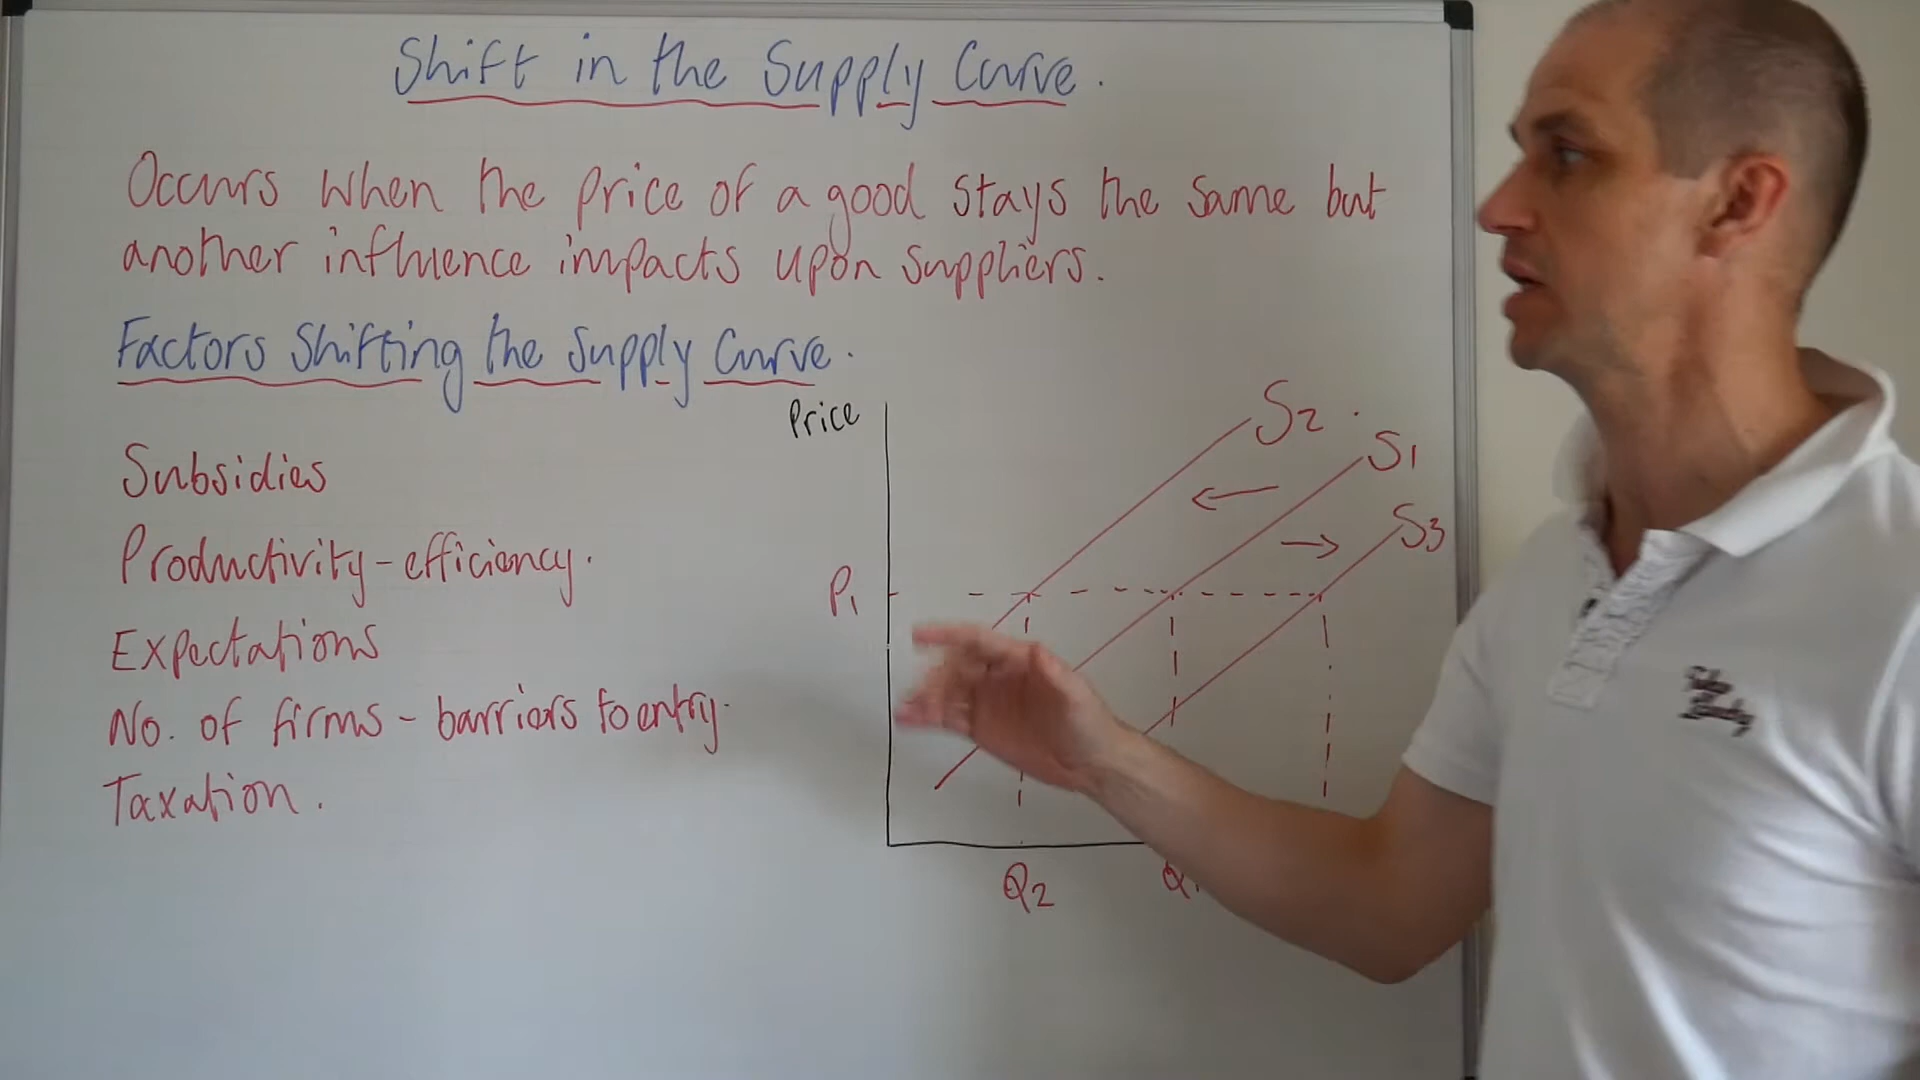 Shift in the Supply Curve.
Occurs when the price of a good stays the same but
another influence impacts upon suppliers.
Factors Shifting the Supply Curve.
Subsidies
Productivity - efficiency.
Expectations
No. of firms - barriers to entry.
Taxation.
Price
S2
S1
S3
P1
Q2
Q1